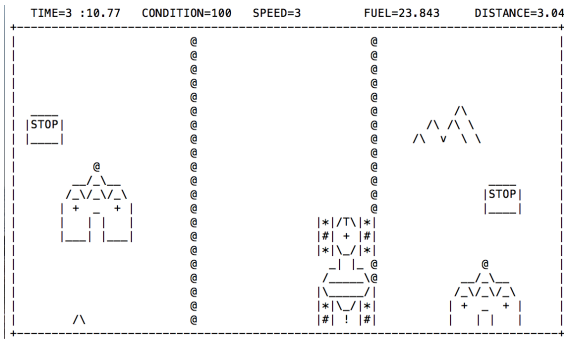 TIME=3 :10.77 CONDITION=100 SPEED=3 FUEL=23.843 DISTANCE=3.04
STOP
STOP